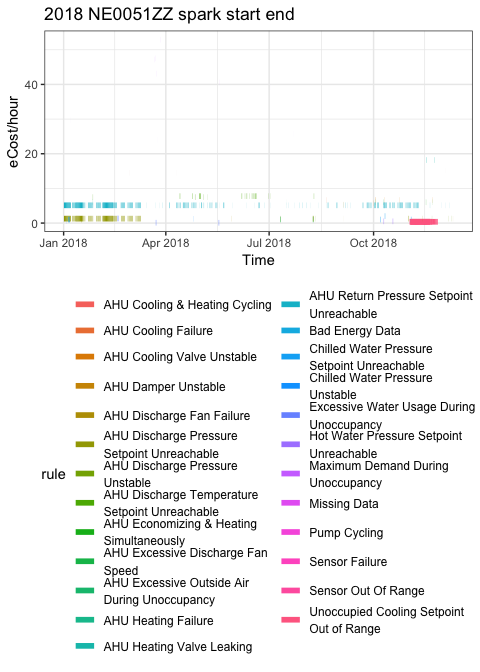 2018 NE0051ZZ spark start end
eCost/hour
40
20
0
Jan 2018
Apr 2018
Jul 2018
Oct 2018
Time
rule
AHU Cooling & Heating Cycling
AHU Cooling Failure
AHU Cooling Valve Unstable
AHU Damper Unstable
AHU Discharge Fan Failure
AHU Discharge Pressure
Setpoint Unreachable
AHU Discharge Pressure
Unstable
AHU Discharge Temperature
Setpoint Unreachable
AHU Economizing & Heating
Simultaneously
AHU Excessive Discharge Fan
Speed
AHU Excessive Outside Air
During Unoccupancy
AHU Heating Failure
AHU Heating Valve Leaking
AHU Return Pressure Setpoint
Unreachable
Bad Energy Data
Chilled Water Pressure
Setpoint Unreachable
Chilled Water Pressure
Unstable
Excessive Water Usage During
Unoccupancy
Hot Water Pressure Setpoint
Unreachable
Maximum Demand During
Unoccupancy
Missing Data
Pump Cycling
Sensor Failure
Sensor Out Of Range
Unoccupied Cooling Setpoint
Out of Range